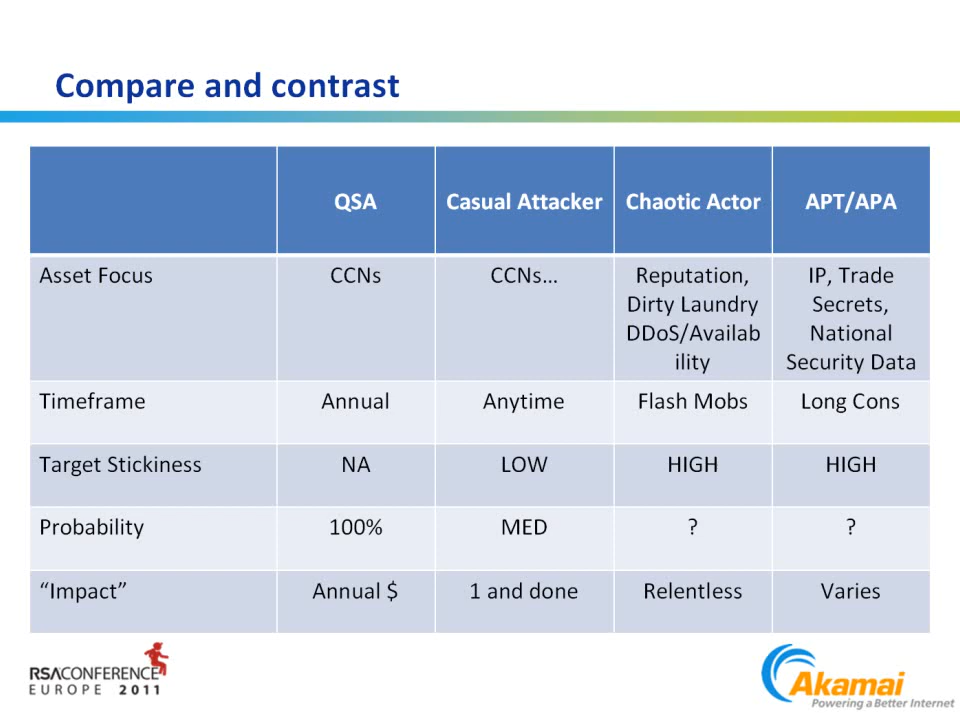 Compare and contrast
QSA
Casual Attacker
Chaotic Actor
APT/APA
Asset Focus
CCNs
CCNs…
Reputation,
Dirty Laundry
DDoS/Availab
ility
IP, Trade
Secrets,
National
Security Data
Timeframe
Annual
Anytime
Flash Mobs
Long Cons
Target Stickiness
NA
LOW
HIGH
HIGH
Probability
100%
MED
?
?
“Impact”
Annual $
1 and done
Relentless
Varies
RSACONFERENCE
EUROPE 2011
Akamai
Powering a Better Internet